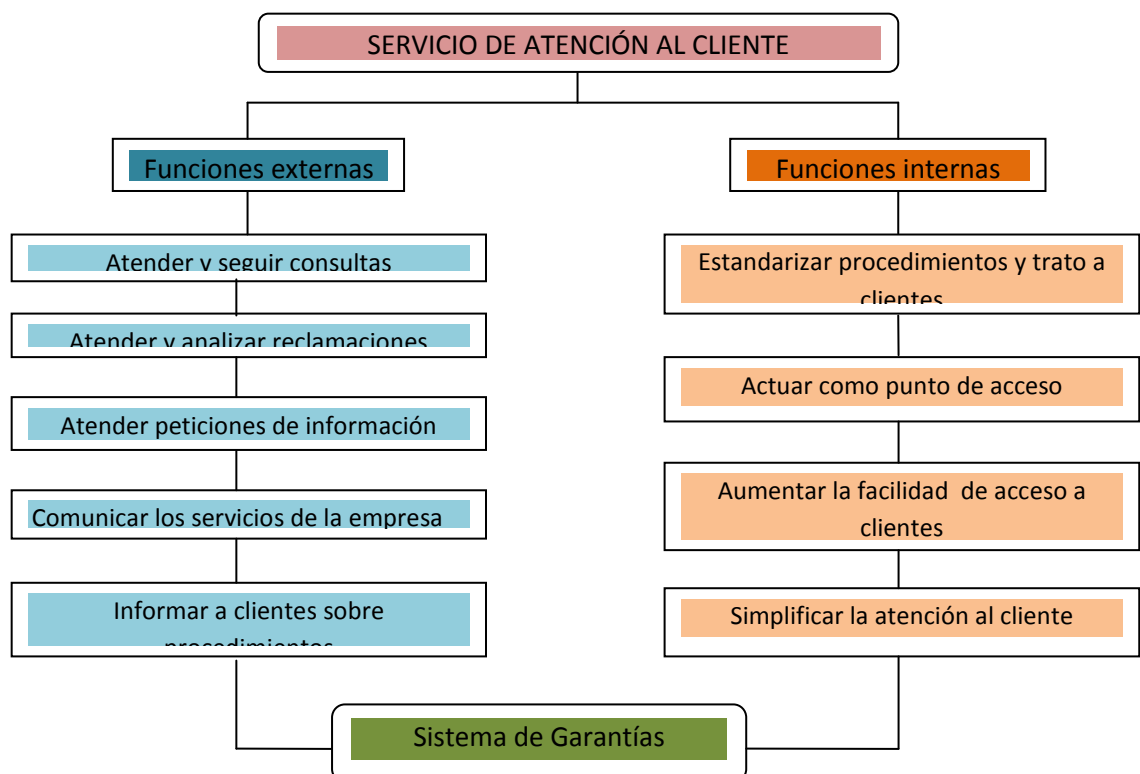 SERVICIO DE ATENCIÓN AL CLIENTE
Funciones externas
Atender y seguir consultas
Atender y analizar reclamaciones
Atender peticiones de información
Comunicar los servicios de la empresa
Informar a clientes sobre
procedimientos
Funciones internas
Estandarizar procedimientos y trato a
clientes
Actuar como punto de acceso
Aumentar la facilidad de acceso a
clientes
Simplificar la atención al cliente
Sistema de Garantías